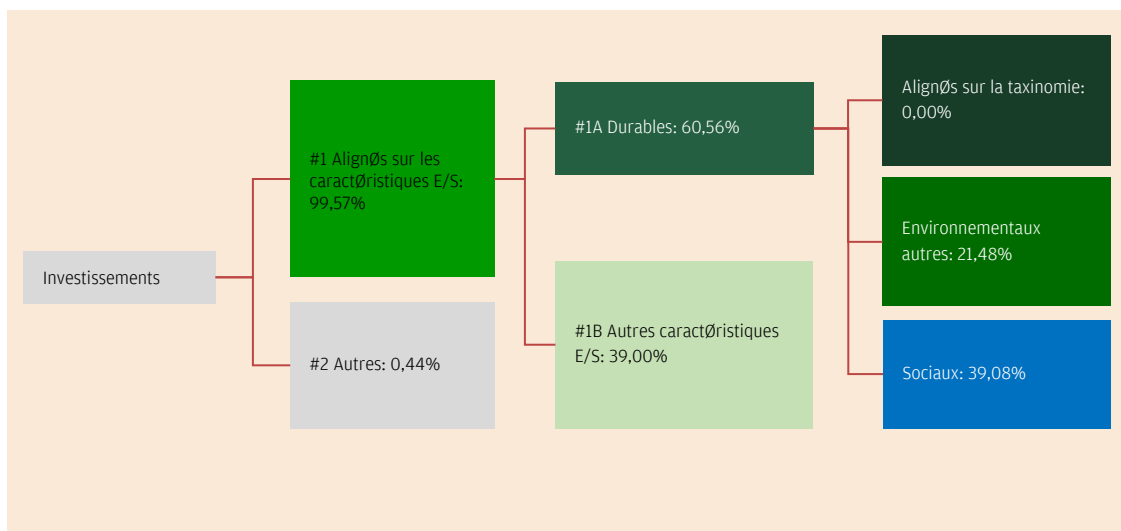 Investissements
#1 AlignØs sur les
caractØristiques E/S:
99,57%
#2 Autres: 0,44%
#1A Durables: 60,56%
#1B Autres caractØristiques
E/S: 39,00%
AlignØs sur la taxinomie:
0,00%
Environnementaux
autres: 21,48%
Sociaux: 39,08%